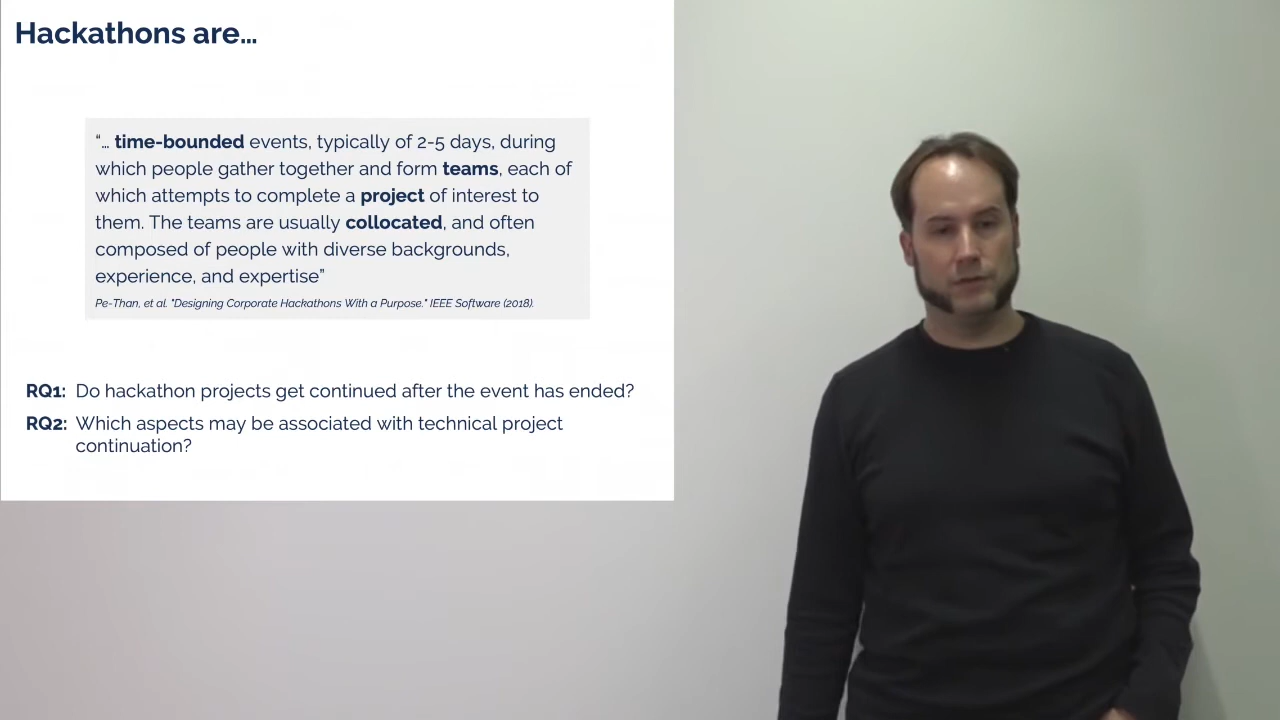 Hackathons are…
“… time-bounded events, typically of 2-5 days, during
which people gather together and form teams, each of
which attempts to complete a project of interest to
them. The teams are usually collocated, and often
composed of people with diverse backgrounds,
experience, and expertise”
Pe-Than, et al. "Designing Corporate Hackathons With a Purpose." IEEE Software (2018).
RQ1: Do hackathon projects get continued after the event has ended?
RQ2: Which aspects may be associated with technical project
continuation?